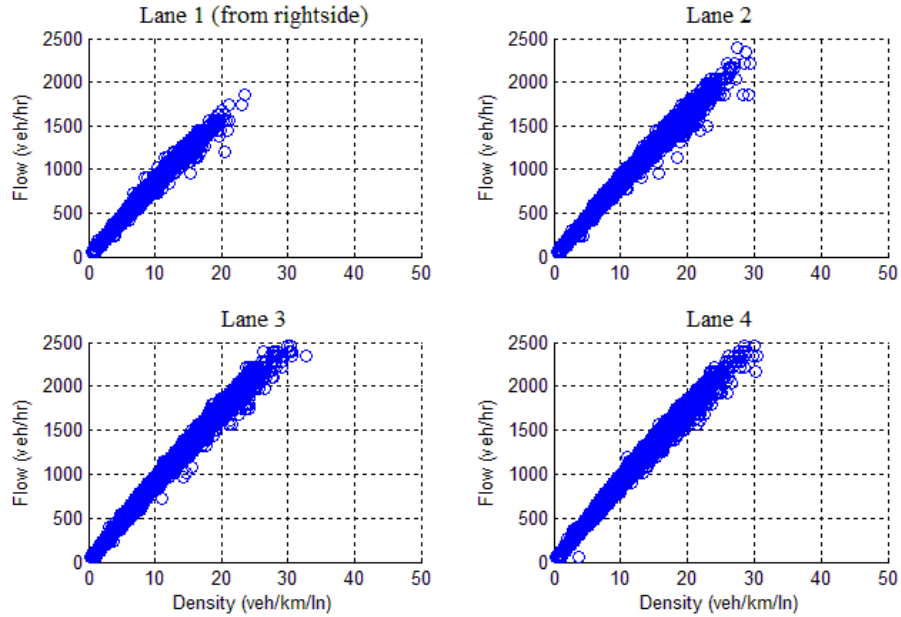 Lane 1 (from rightside)
Flow (veh/hr)
2500
2000
1500
1000
500
0
0 10 20 30 40 50
Lane 2
Flow (veh/hr)
2500
2000
1500
1000
500
0
0 10 20 30 40 50
Lane 3
Flow (veh/hr)
2500
2000
1500
1000
500
0
0 10 20 30 40 50
Density (veh/km/ln)
Lane 4
Flow (veh/hr)
2500
2000
1500
1000
500
0
0 10 20 30 40 50
Density (veh/km/ln)